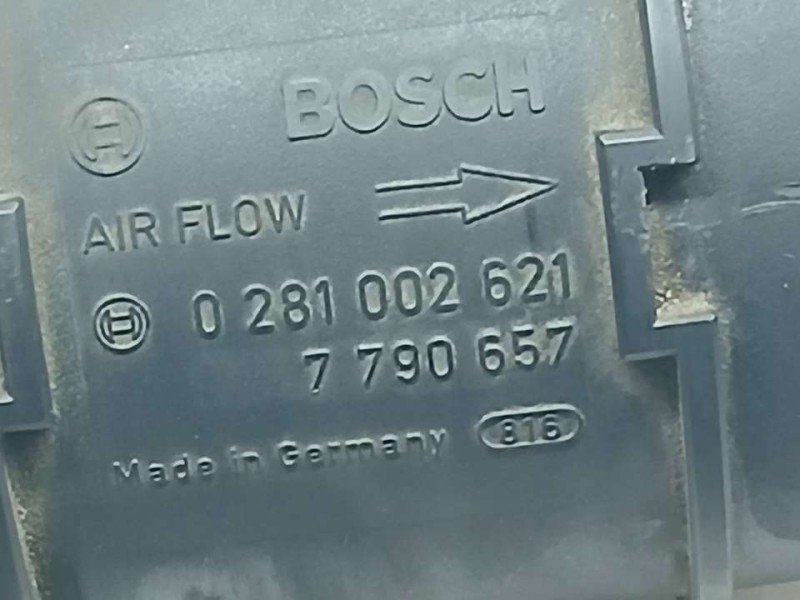 BOSCH
AIR FLOW
0 281 002 621
7 790 657
Made in Germany 816